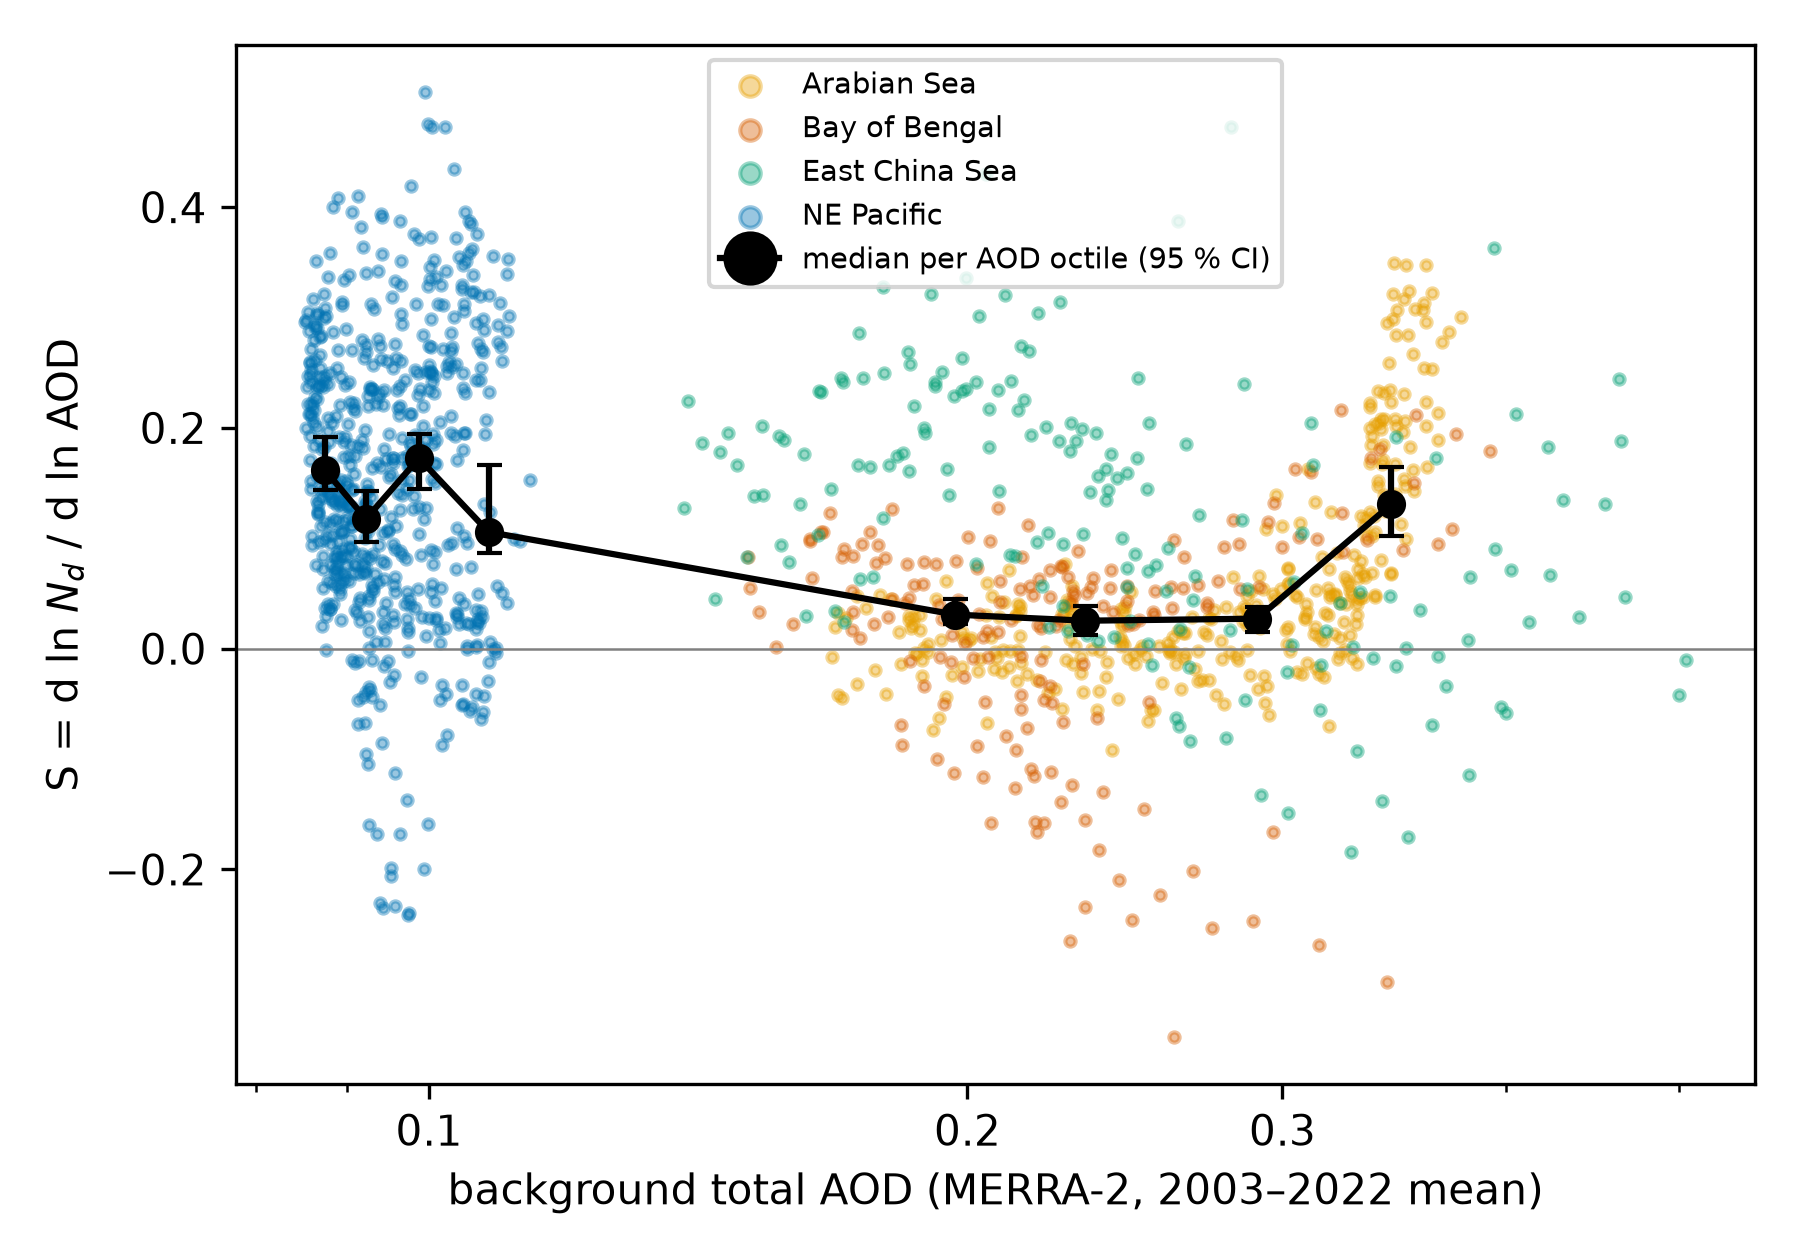 Arabian Sea
Bay of Bengal
East China Sea
NE Pacific
median per AOD octile (95 % CI)
S = d ln N_d / d ln AOD
0.4
0.2
0.0
−0.2
0.1
0.2
0.3
background total AOD (MERRA-2, 2003–2022 mean)